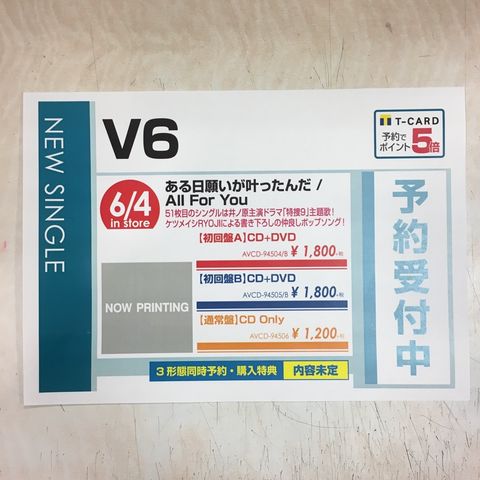 NEW SINGLE
V6
T-CARD
予約で
ポイント5倍
6/4
in store
ある日願いが叶ったんだ /
All For You
51枚目のシングルは井ノ原主演ドラマ「特捜9」主題歌!
ケツメイシRYOJIによる書き下ろしの仲良しポップソング!
【初回盤A】CD+DVD
AVCD-94504/B ¥1,800+税
【初回盤B】CD+DVD
AVCD-94505/B ¥1,800+税
【通常盤】CD Only
AVCD-94506 ¥1,200+税
NOW PRINTING
3形態同時予約・購入特典 内容未定
予約受付中